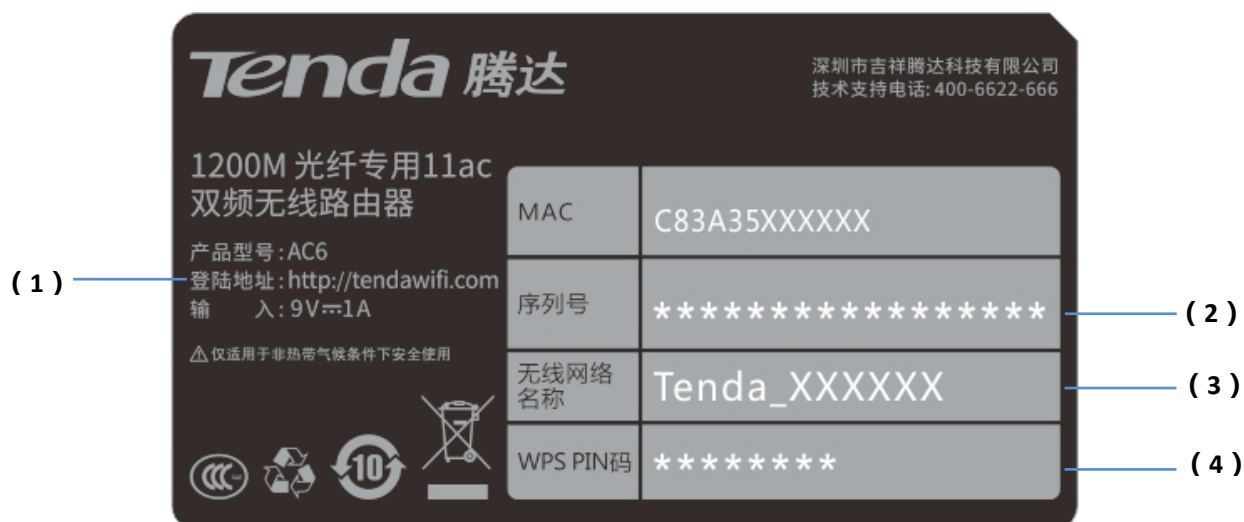 Tenda 腾达
深圳市吉祥腾达科技有限公司
技术支持电话: 400-6622-666
1200M 光纤专用11ac
双频无线路由器
产品型号:AC6
登陆地址:http://tendawifi.com
输 入:9V⎓1A
⚠仅适用于非热带气候条件下安全使用
CCC
10
MAC C83A35XXXXXX
序列号 *****************
无线网络
名称 Tenda_XXXXXX
WPS PIN码 ********
(1)
(2)
(3)
(4)